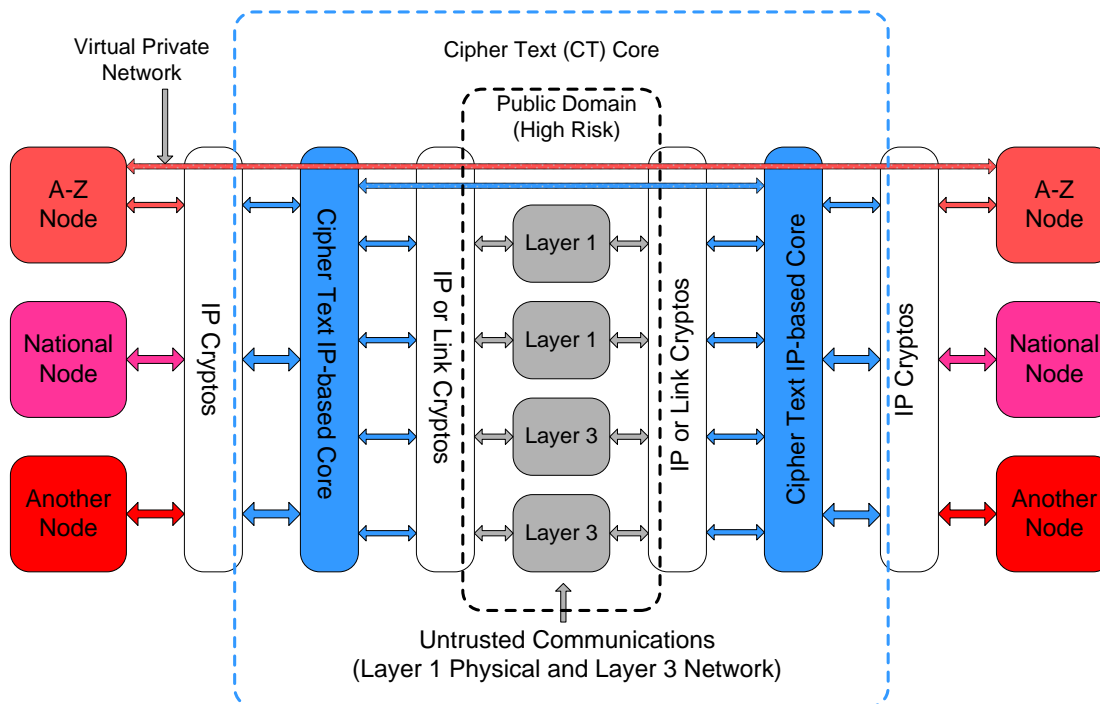 Virtual Private
Network
Cipher Text (CT) Core
Public Domain
(High Risk)
A-Z
Node
National
Node
Another
Node
IP Cryptos
Cipher Text IP-based Core
IP or Link Cryptos
Layer 1
Layer 1
Layer 3
Layer 3
IP or Link Cryptos
Cipher Text IP-based Core
IP Cryptos
A-Z
Node
National
Node
Another
Node
Untrusted Communications
(Layer 1 Physical and Layer 3 Network)